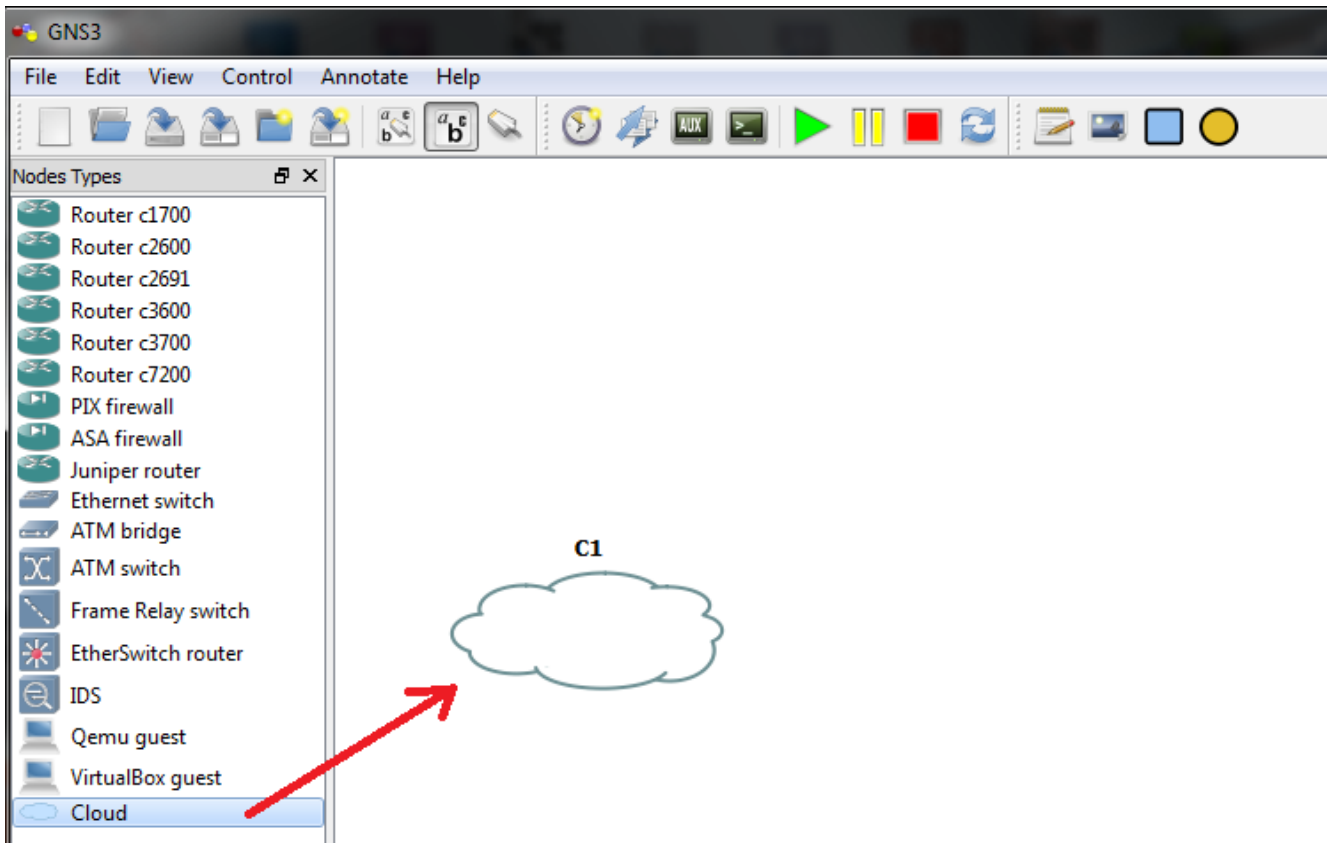 GNS3
File Edit View Control Annotate Help
a c b a c b AUX >_
Nodes Types
Router c1700
Router c2600
Router c2691
Router c3600
Router c3700
Router c7200
PIX firewall
ASA firewall
Juniper router
Ethernet switch
ATM bridge
ATM switch
Frame Relay switch
EtherSwitch router
IDS
Qemu guest
VirtualBox guest
Cloud
C1